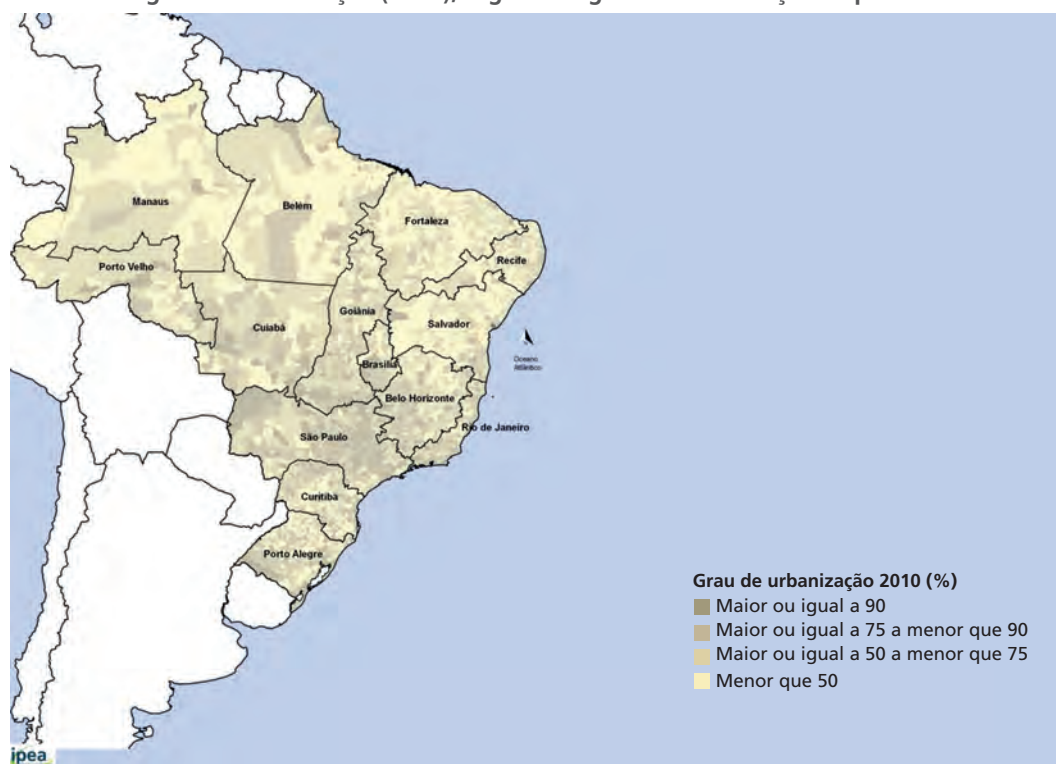 Manaus
Belém
Fortaleza
Recife
Porto Velho
Cuiabá
Goiânia
Salvador
Brasília
Oceano
Atlântico
Belo Horizonte
Rio de Janeiro
São Paulo
Curitiba
Porto Alegre
Grau de urbanização 2010 (%)
Maior ou igual a 90
Maior ou igual a 75 a menor que 90
Maior ou igual a 50 a menor que 75
Menor que 50
ipea